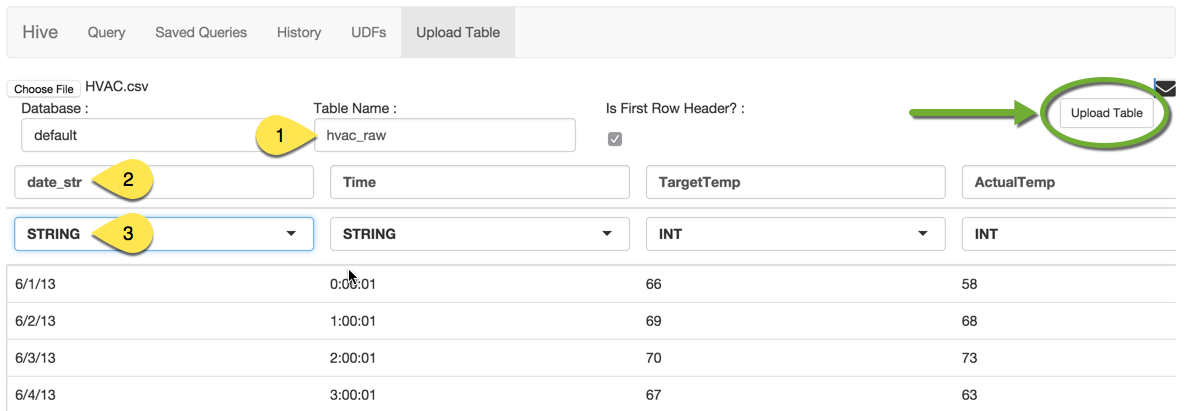 Hive Query Saved Queries History UDFs Upload Table
Choose File HVAC.csv
Database : Table Name : Is First Row Header? :
default 1 hvac_raw Upload Table
date_str 2 Time TargetTemp ActualTemp
STRING 3 STRING INT INT
6/1/13 0:00:01 66 58
6/2/13 1:00:01 69 68
6/3/13 2:00:01 70 73
6/4/13 3:00:01 67 63